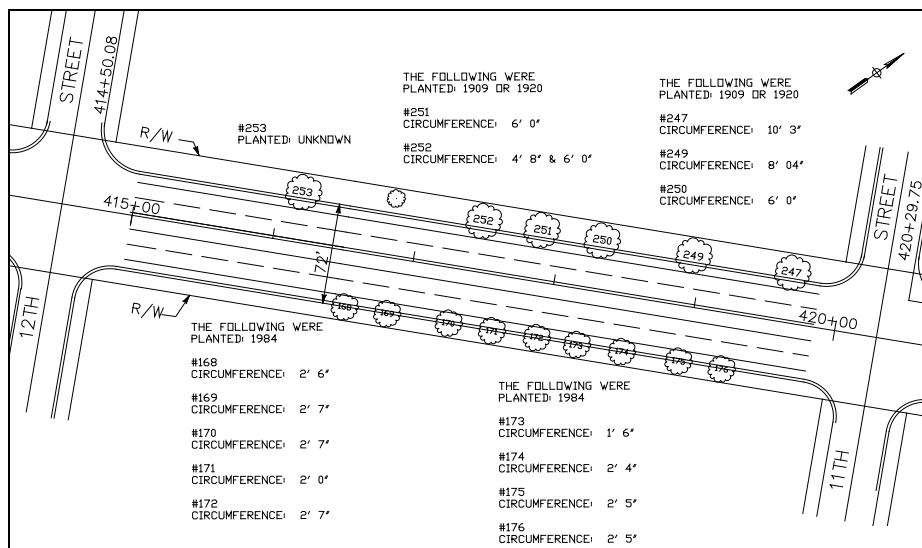 STREET
414+50.08
R/W
#253
PLANTED: UNKNOWN
THE FOLLOWING WERE
PLANTED: 1909 OR 1920
#251
CIRCUMFERENCE: 6' 0"
#252
CIRCUMFERENCE: 4' 8" & 6' 0"
THE FOLLOWING WERE
PLANTED: 1909 OR 1920
#247
CIRCUMFERENCE: 10' 3"
#249
CIRCUMFERENCE: 8' 04"
#250
CIRCUMFERENCE: 6' 0"
STREET
420+29.75
253
252
251
250
249
247
415+00
72'
420+00
12TH
R/W
168
169
170
171
172
173
174
175
176
11TH
THE FOLLOWING WERE
PLANTED: 1984
#168
CIRCUMFERENCE: 2' 6"
#169
CIRCUMFERENCE: 2' 7"
#170
CIRCUMFERENCE: 2' 7"
#171
CIRCUMFERENCE: 2' 0"
#172
CIRCUMFERENCE: 2' 7"
THE FOLLOWING WERE
PLANTED: 1984
#173
CIRCUMFERENCE: 1' 6"
#174
CIRCUMFERENCE: 2' 4"
#175
CIRCUMFERENCE: 2' 5"
#176
CIRCUMFERENCE: 2' 5"